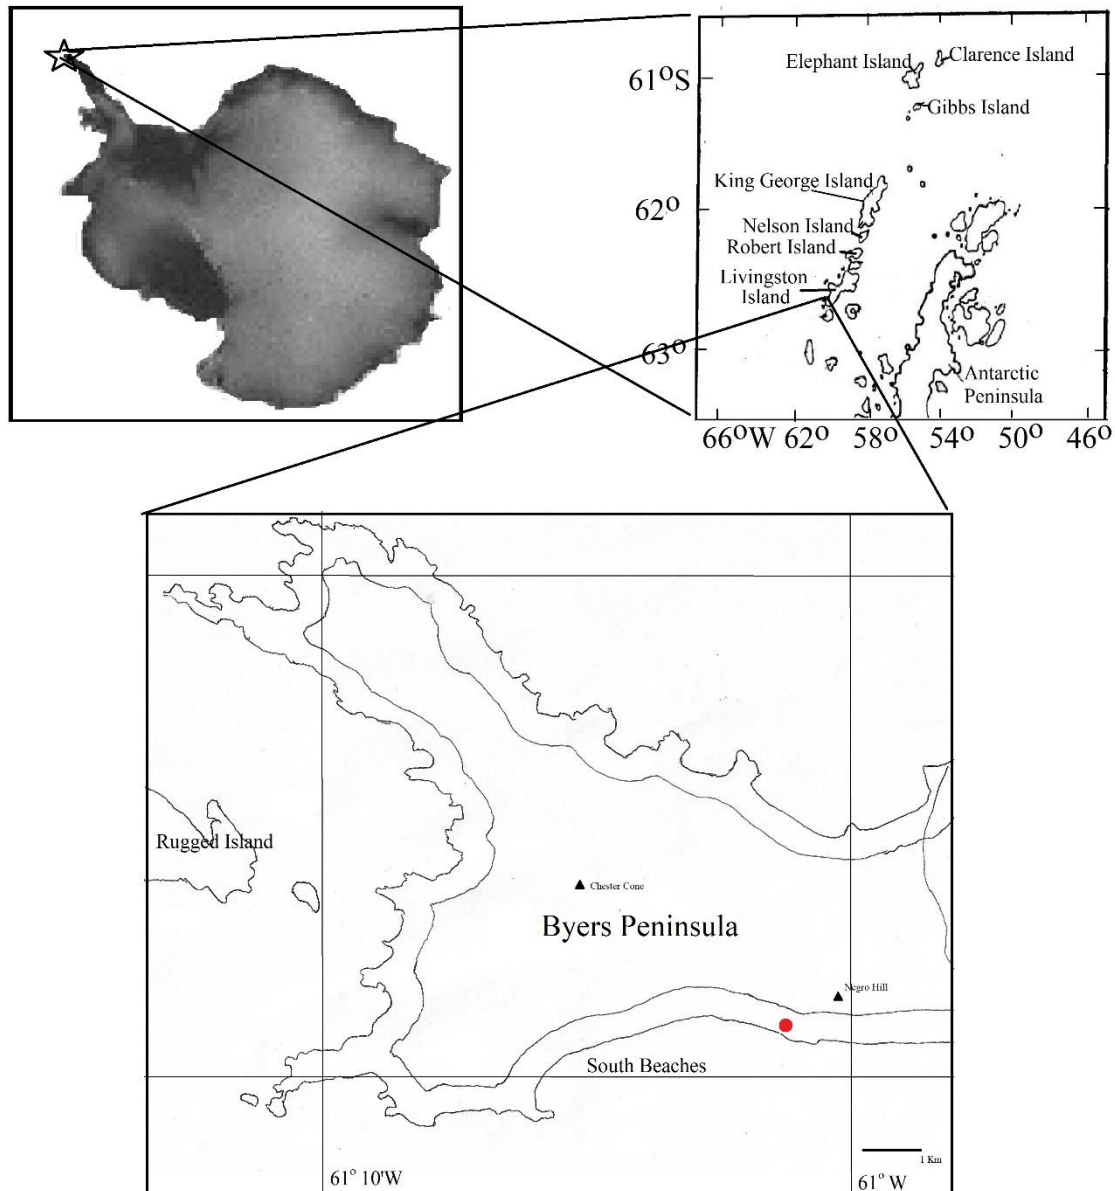 Elephant Island
Clarence Island
61°S
Gibbs Island
King George Island
62°
Nelson Island
Robert Island
Livingston
Island
63°
Antarctic
Peninsula
66°W 62° 58° 54° 50° 46°
Rugged Island
Chester Cone
Byers Peninsula
Negro Hill
South Beaches
1 Km
61° 10'W
61° W